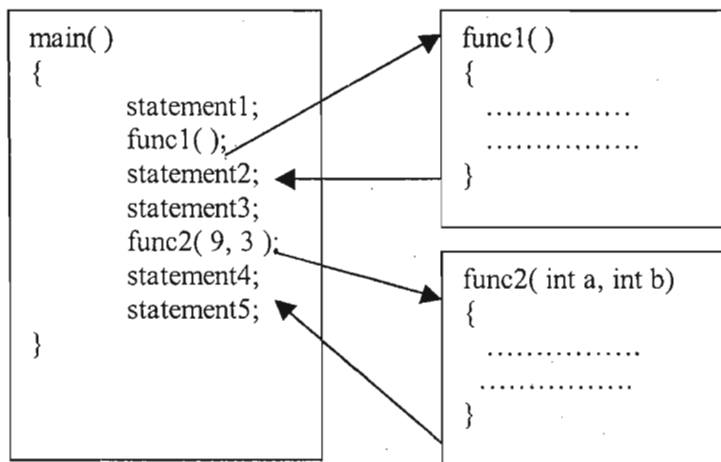 main( )
{
statement1;
func1( );
statement2;
statement3;
func2( 9, 3 );
statement4;
statement5;
}
func1( )
{
...............
................
}
func2( int a, int b)
{
................
................
}